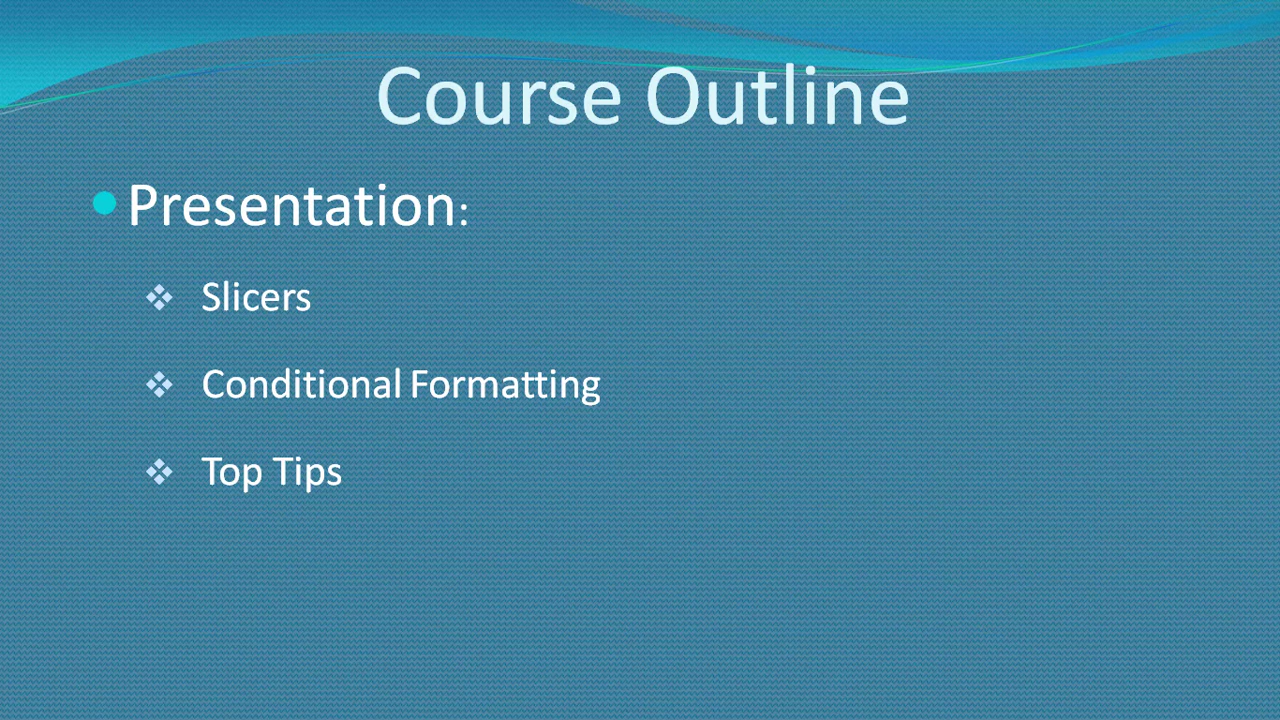 Course Outline
Presentation:
Slicers
Conditional Formatting
Top Tips